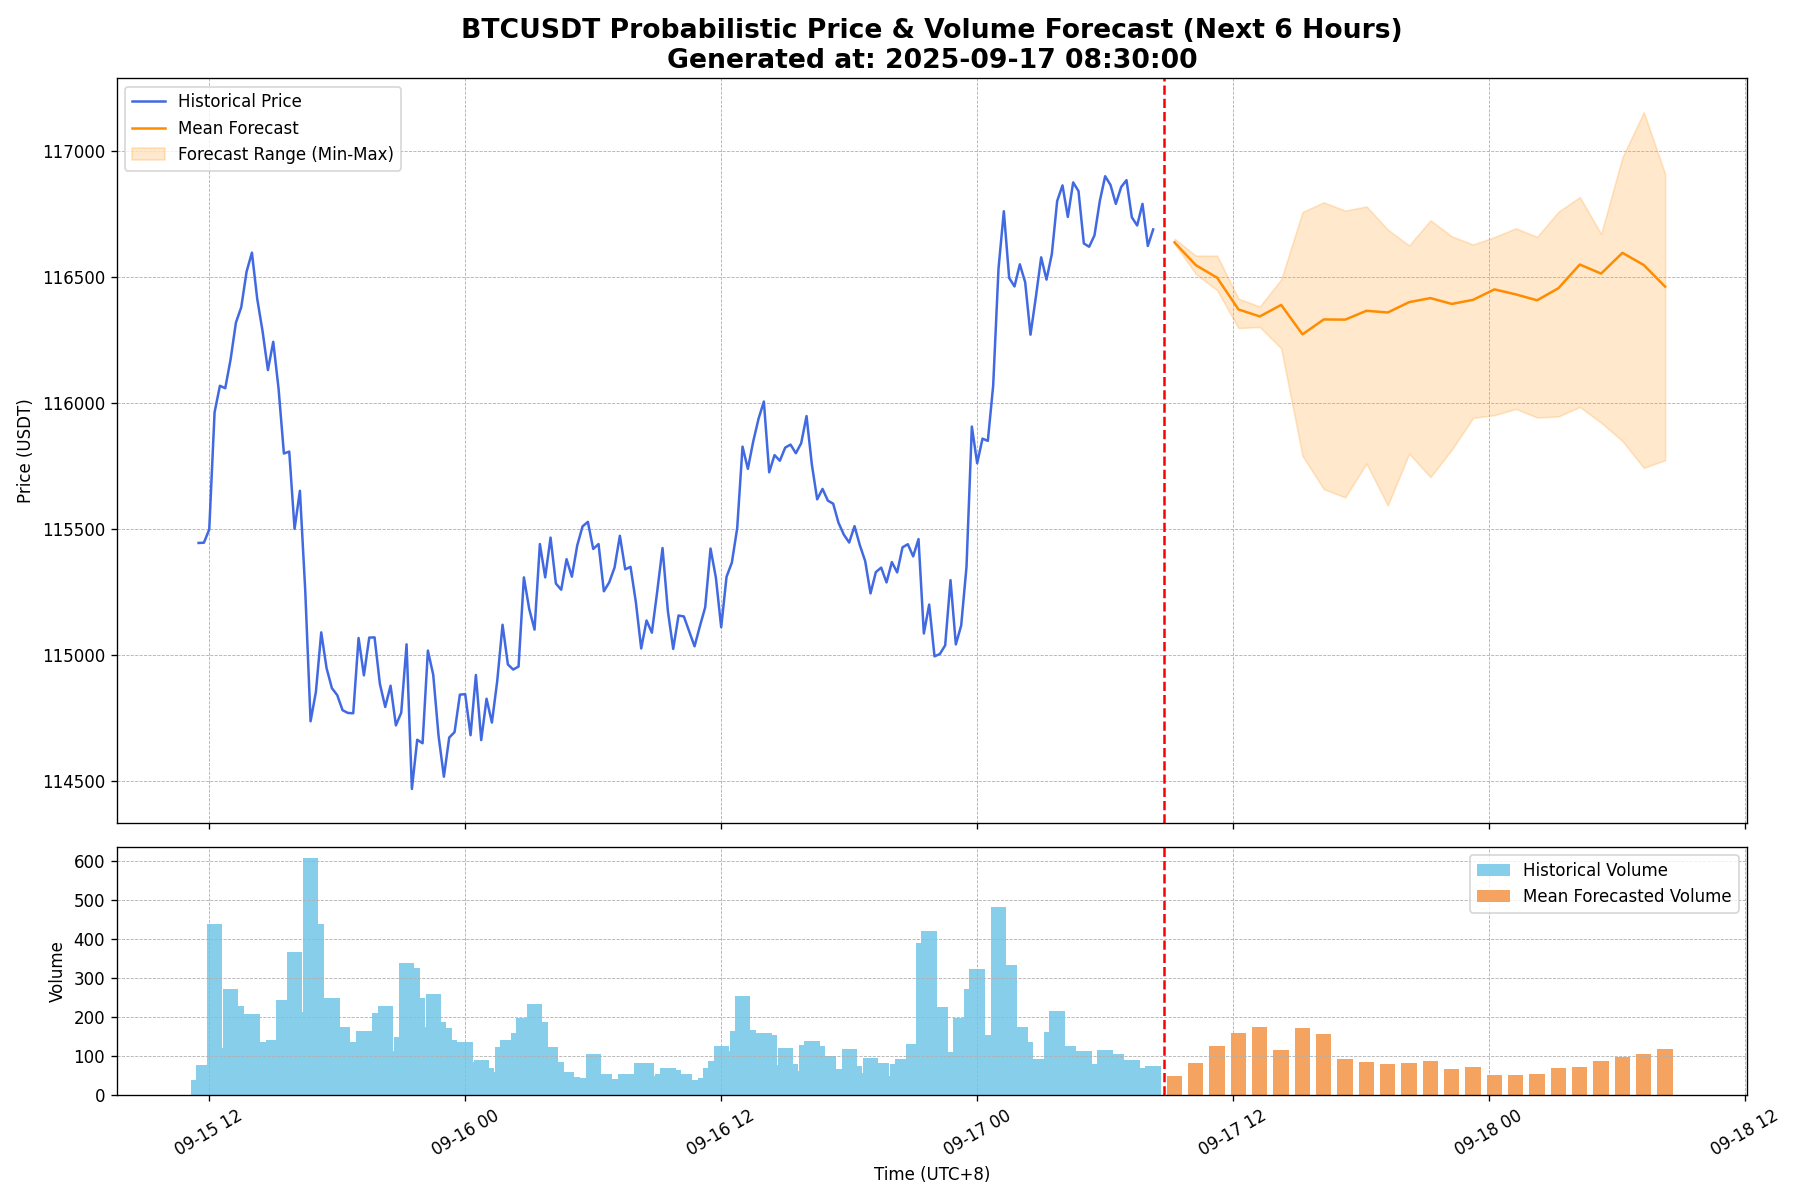 BTCUSDT Probabilistic Price & Volume Forecast (Next 6 Hours)
Generated at: 2025-09-17 08:30:00
Historical Price
Mean Forecast
Forecast Range (Min-Max)
117000
116500
116000
115500
115000
114500
Price (USDT)
Historical Volume
Mean Forecasted Volume
600
500
400
300
200
100
0
Volume
09-15 12
09-16 00
09-16 12
09-17 00
09-17 12
09-18 00
09-18 12
Time (UTC+8)